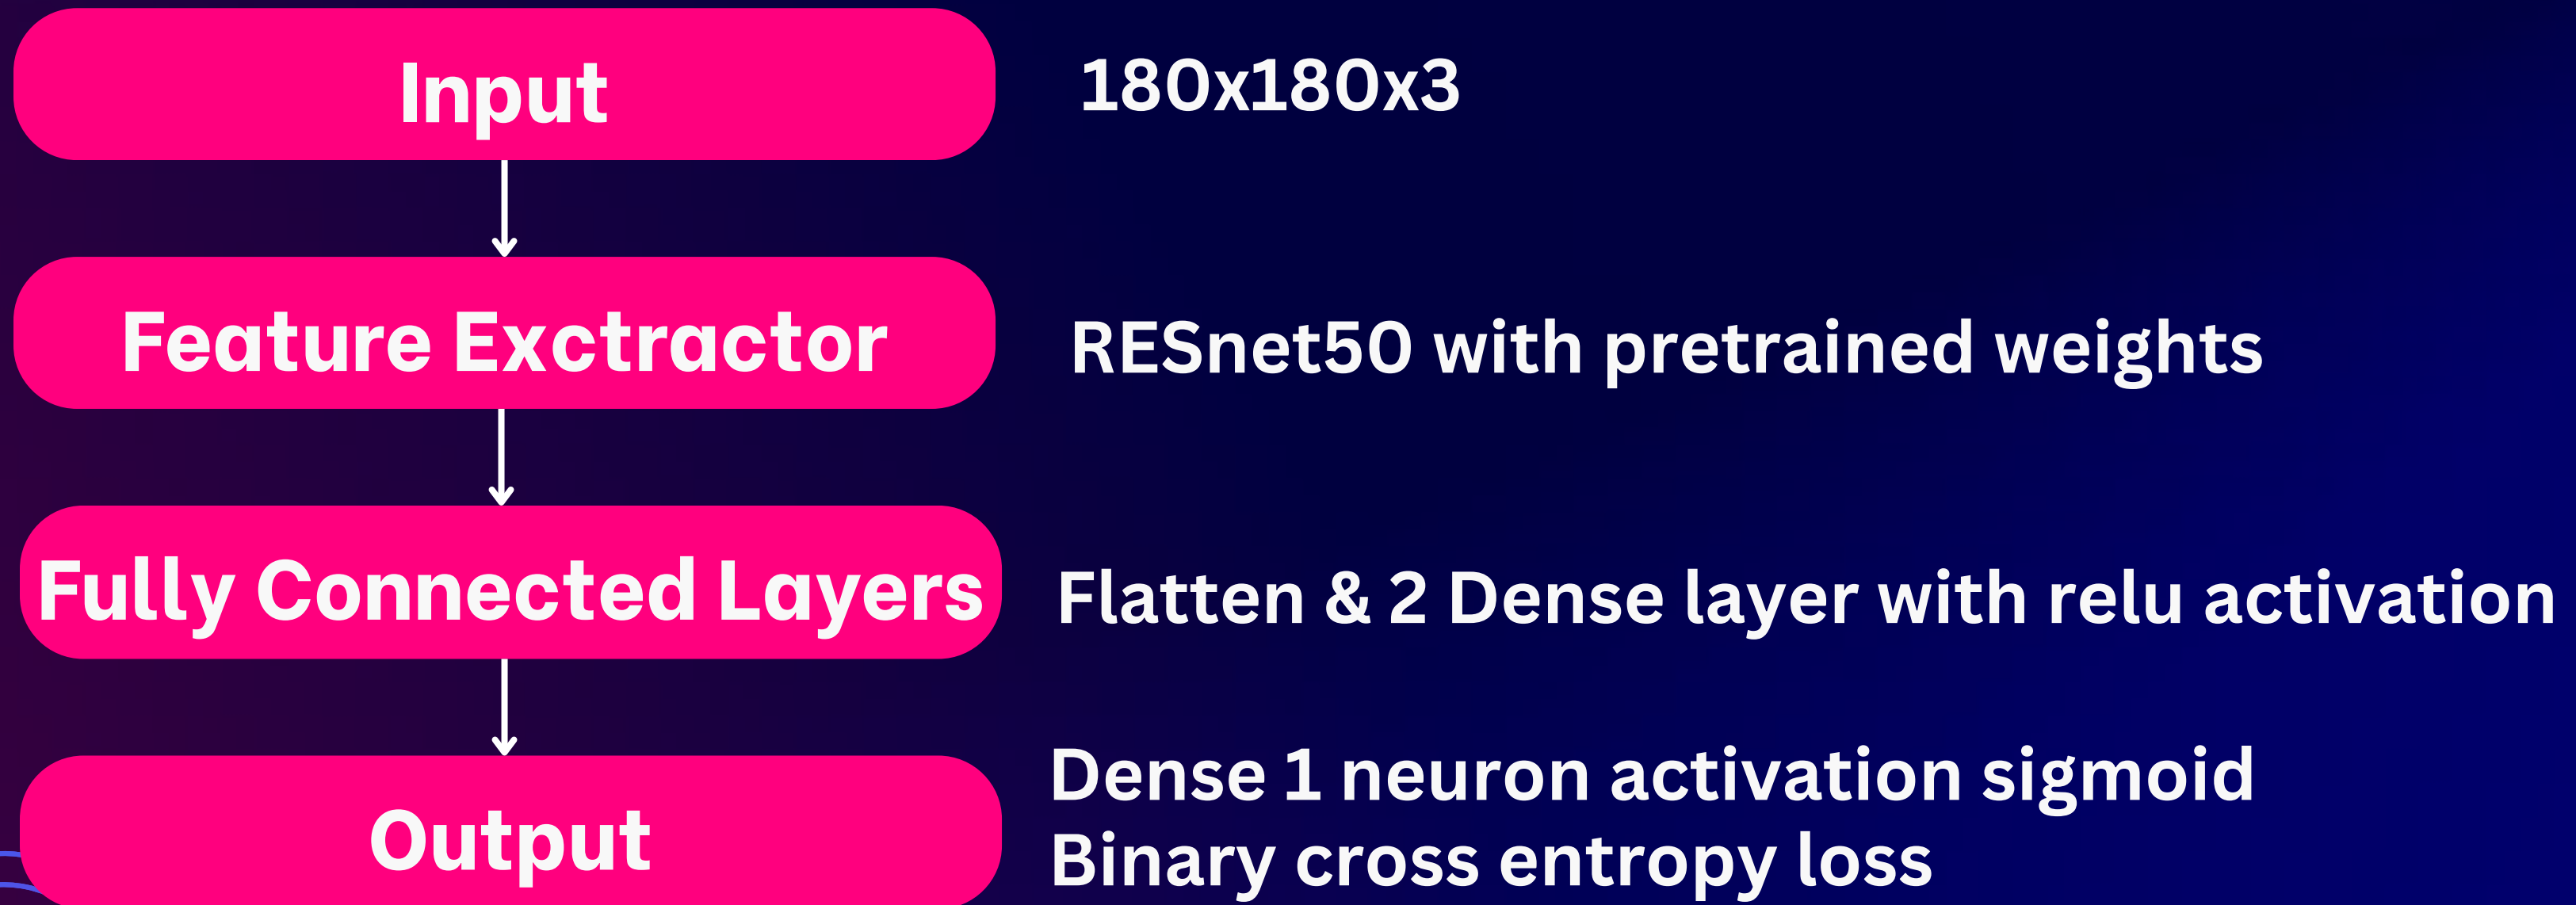 Input
180x180x3
Feature Exctractor
RESnet50 with pretrained weights
Fully Connected Layers
Flatten & 2 Dense layer with relu activation
Output
Dense 1 neuron activation sigmoid
Binary cross entropy loss